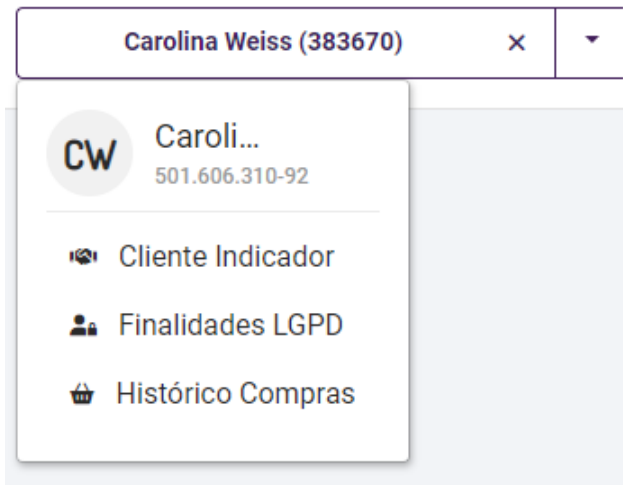 Carolina Weiss (383670)
CW
Caroli...
501.606.310-92
Cliente Indicador
Finalidades LGPD
Histórico Compras